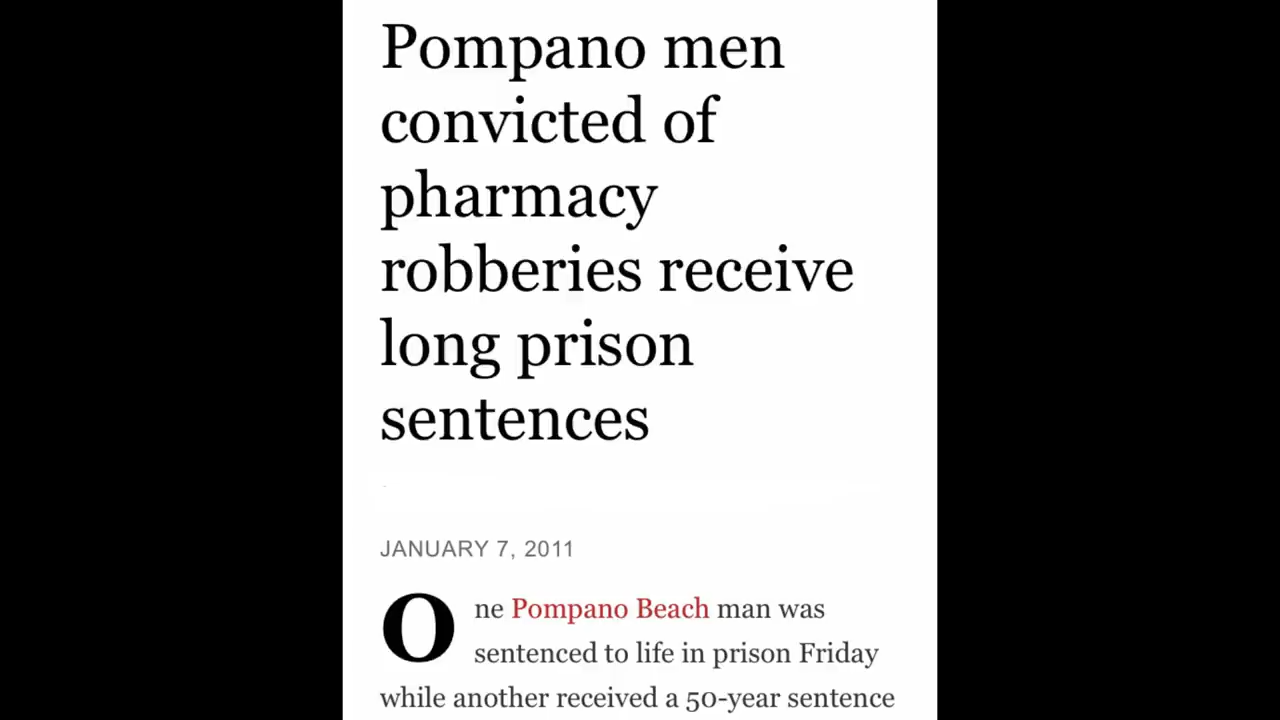 Pompano men
convicted of
pharmacy
robberies receive
long prison
sentences
JANUARY 7, 2011
One Pompano Beach man was
sentenced to life in prison Friday
while another received a 50-year sentence